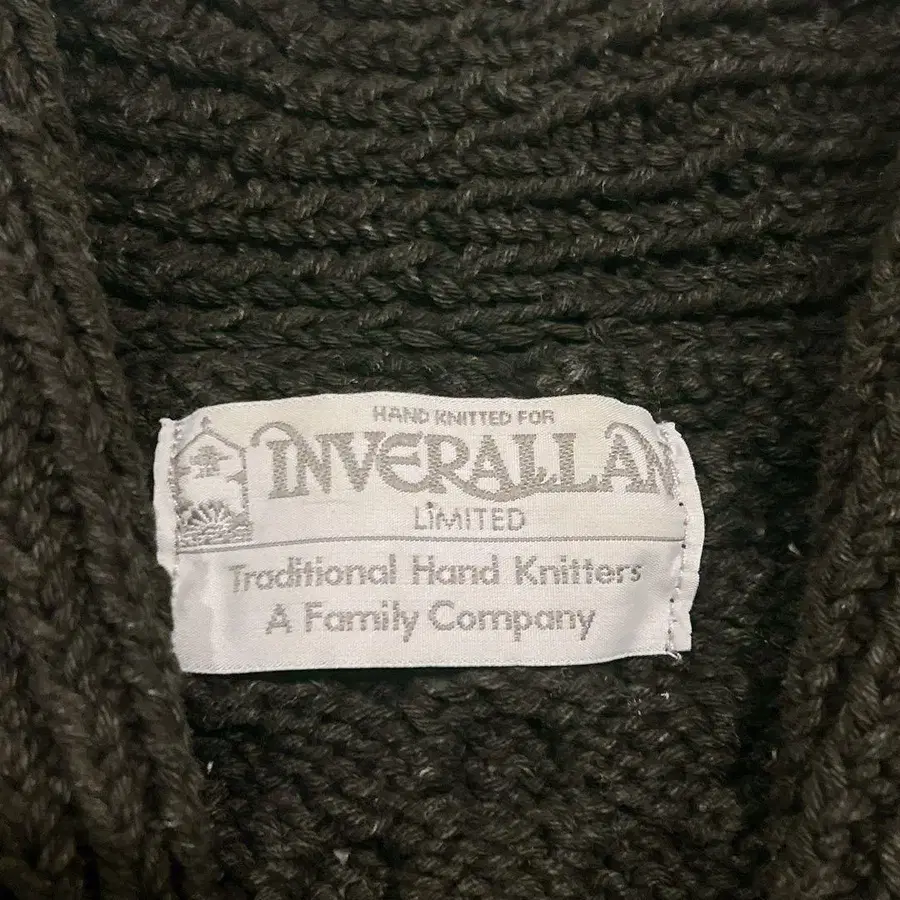 HAND KNITTED FOR
INVERALLAN
LIMITED
Traditional Hand Knitters
A Family Company